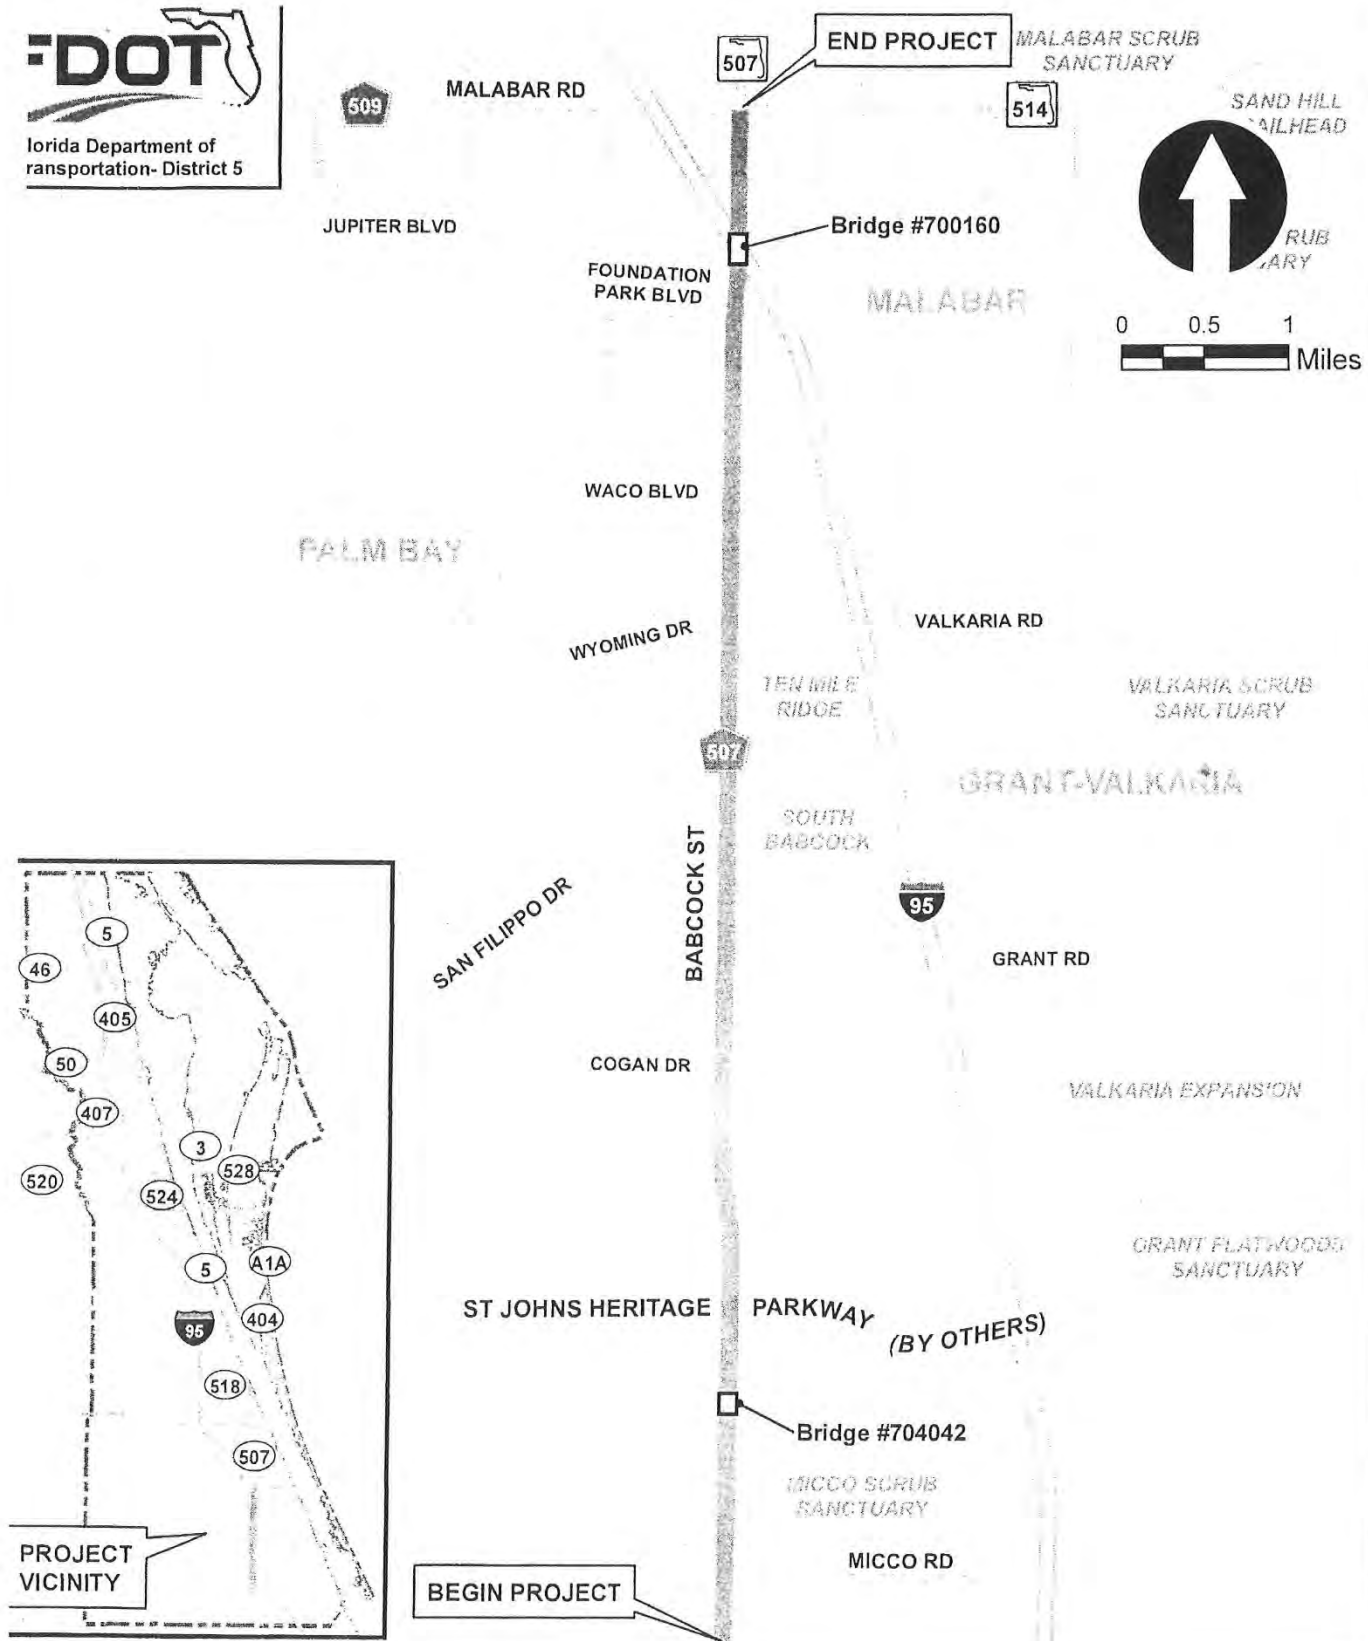 FDOT
lorida Department of
ransportation- District 5
507
END PROJECT
MALABAR SCRUB
SANCTUARY
509
MALABAR RD
514
SAND HILL
AILHEAD
JUPITER BLVD
Bridge #700160
RUB
ARY
FOUNDATION
PARK BLVD
MALABAR
0 0.5 1
Miles
WACO BLVD
PALM BAY
WYOMING DR
VALKARIA RD
TEN MILE
RIDGE
VALKARIA SCRUB
SANCTUARY
507
GRANT-VALKARIA
SOUTH
BABCOCK
BABCOCK ST
SAN FILIPPO DR
95
GRANT RD
COGAN DR
VALKARIA EXPANSION
GRANT FLATWOODS
SANCTUARY
ST JOHNS HERITAGE PARKWAY
(BY OTHERS)
Bridge #704042
MICCO SCRUB
SANCTUARY
MICCO RD
BEGIN PROJECT
5
46
405
50
407
3
528
520
524
5
A1A
404
95
518
507
PROJECT
VICINITY